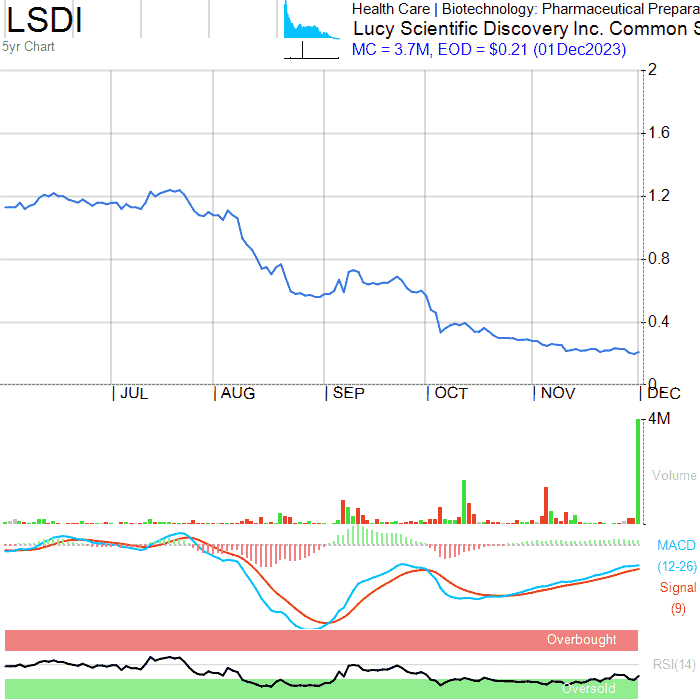 LSDI
5yr Chart
Health Care | Biotechnology: Pharmaceutical Prepara
Lucy Scientific Discovery Inc. Common S
MC = 3.7M, EOD = $0.21 (01Dec2023)
2
1.6
1.2
0.8
0.4
0
JUL
AUG
SEP
OCT
NOV
DEC
4M
Volume
MACD
(12-26)
Signal
(9)
Overbought
RSI(14)
Oversold